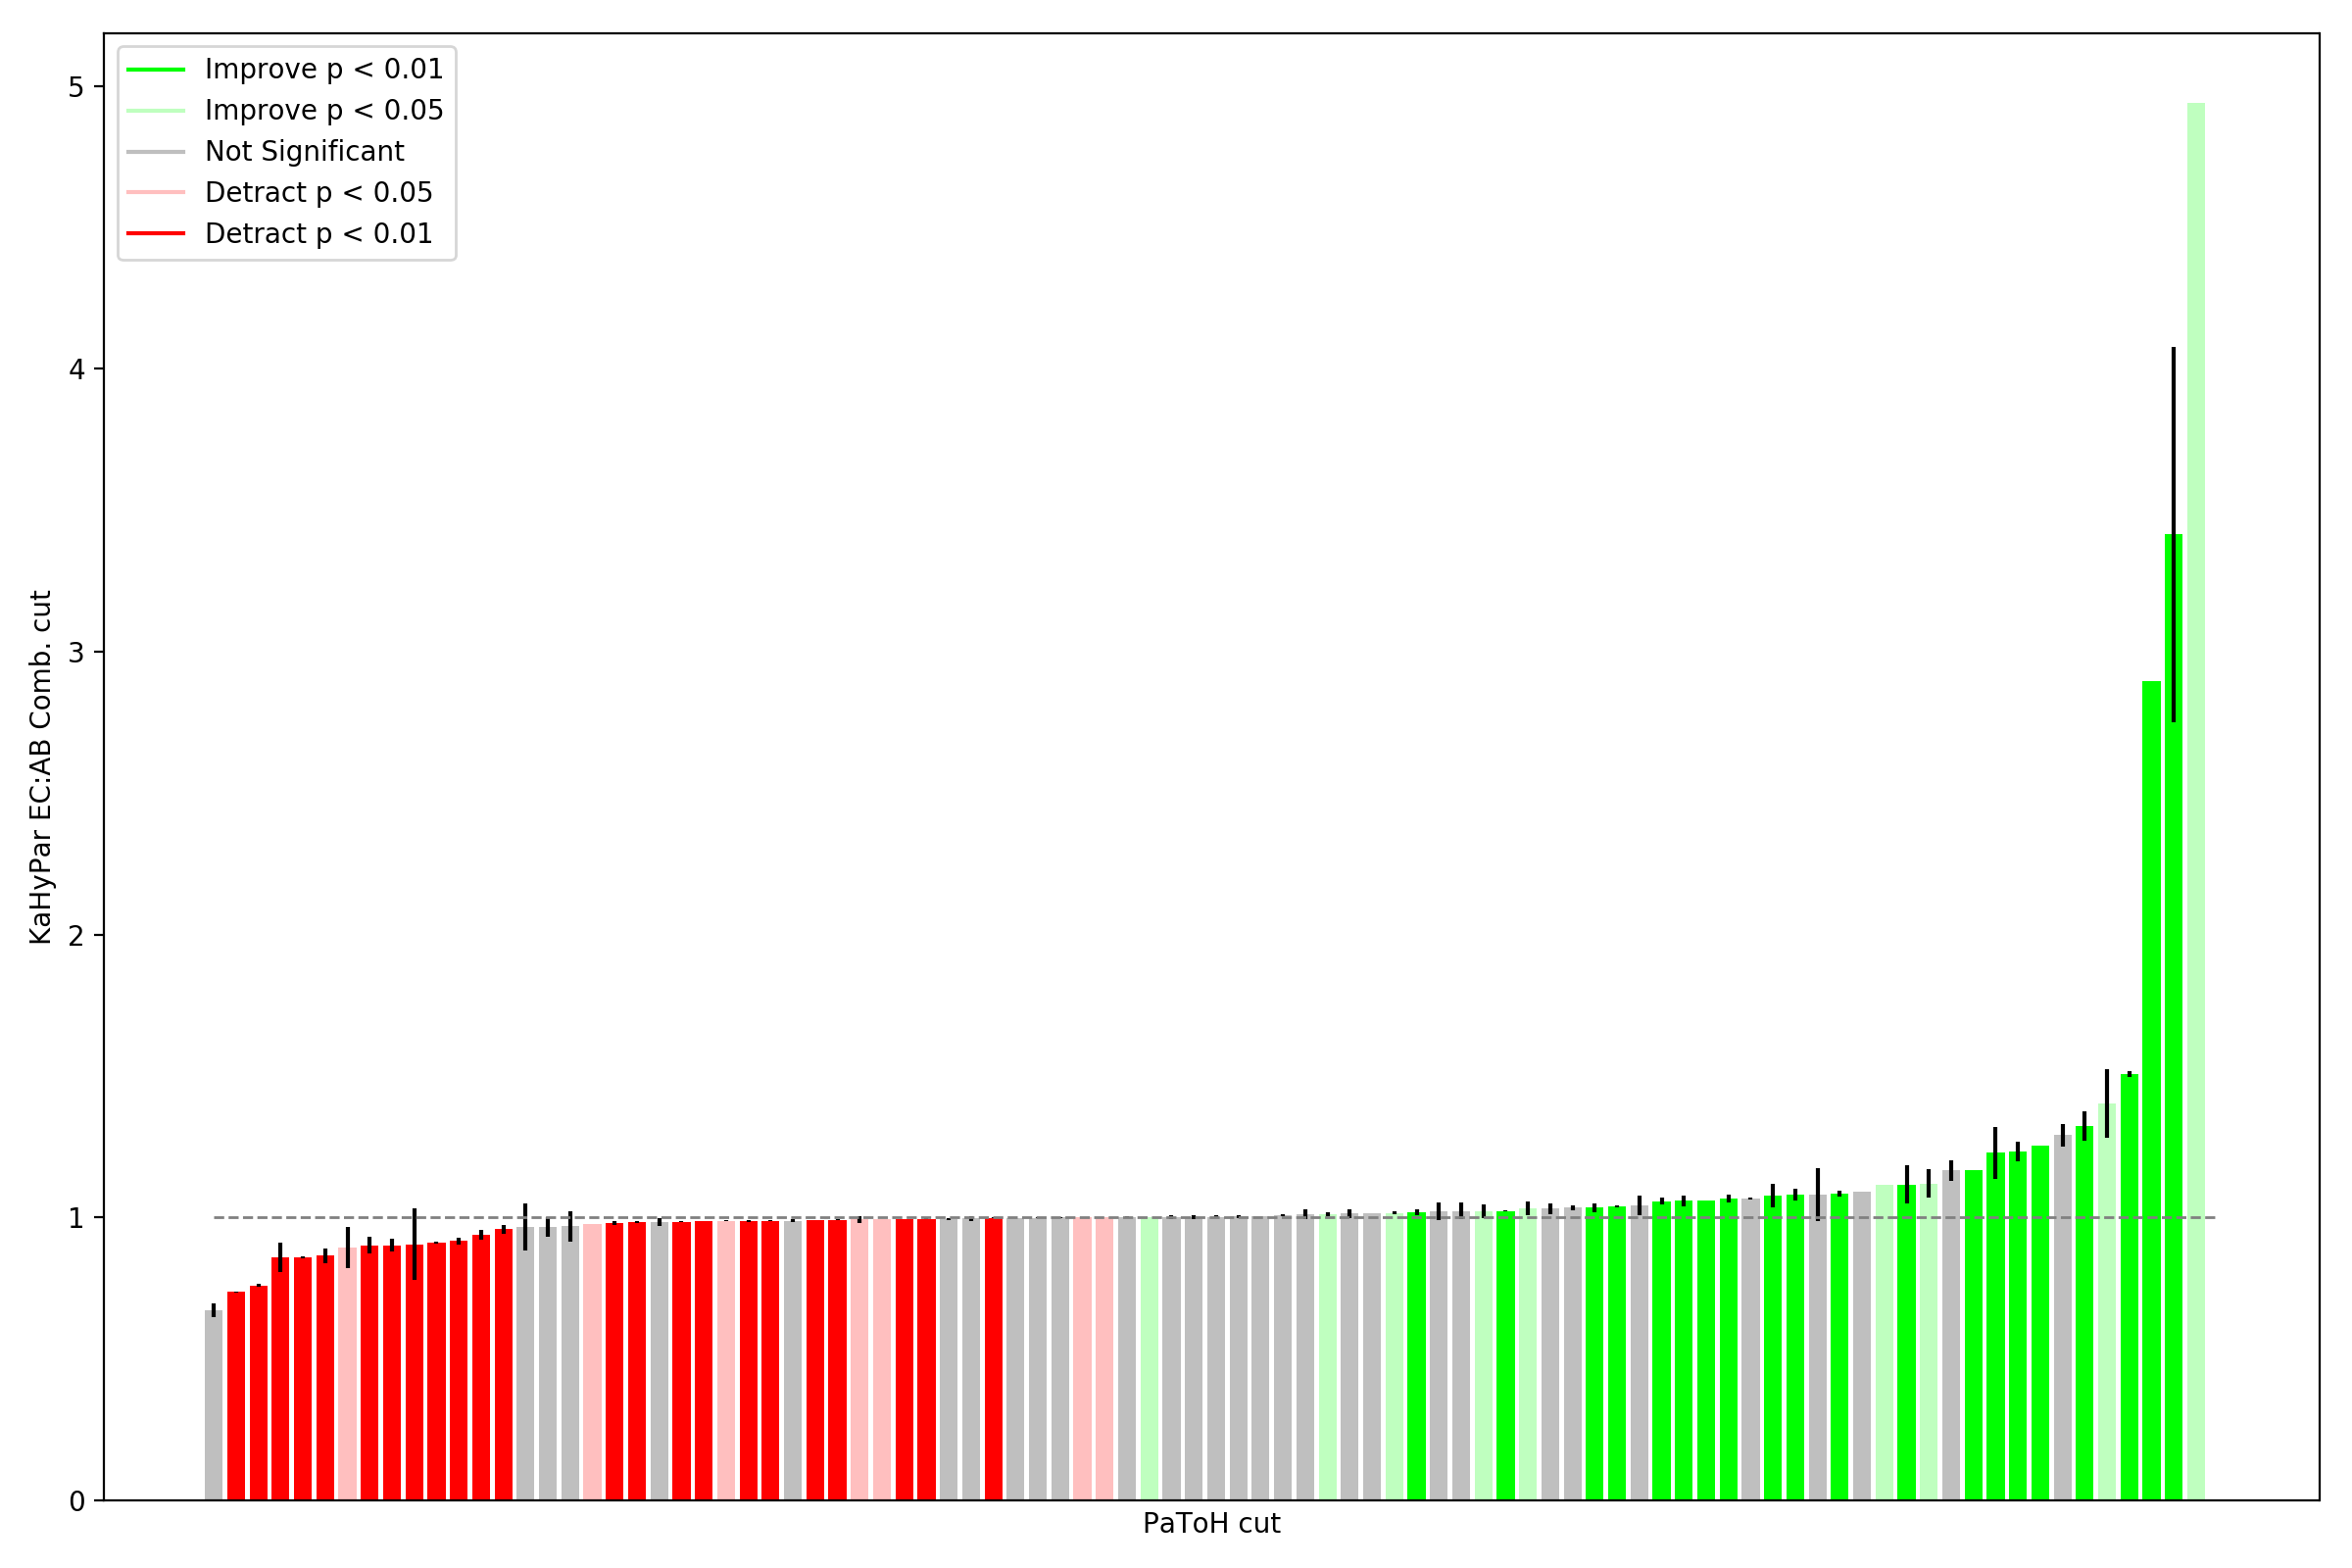 Improve p < 0.01
Improve p < 0.05
Not Significant
Detract p < 0.05
Detract p < 0.01
5
4
3
2
1
0
KaHyPar EC:AB Comb. cut
PaToH cut